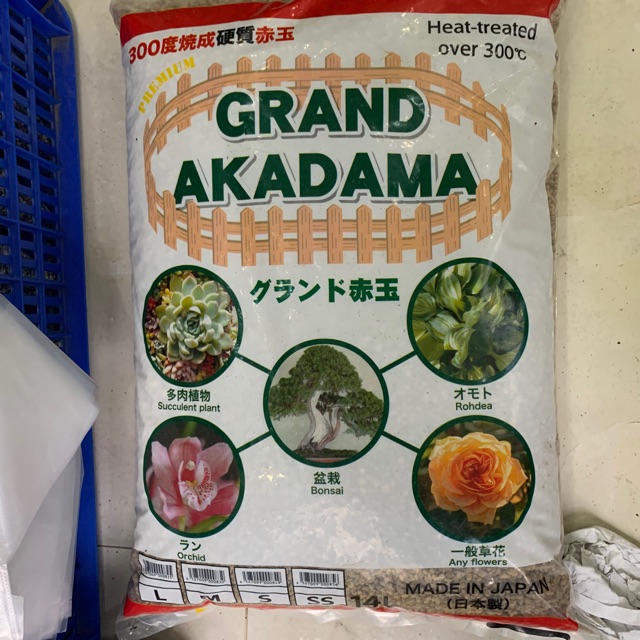 300度焼成硬質赤玉
Heat-treated
over 300℃
PREMIUM
GRAND
AKADAMA
グランド赤玉
多肉植物
Succulent plant
オモト
Rohdea
盆栽
Bonsai
ラン
Orchid
一般草花
Any flowers
L M S SS 14L
MADE IN JAPAN
(日本製)